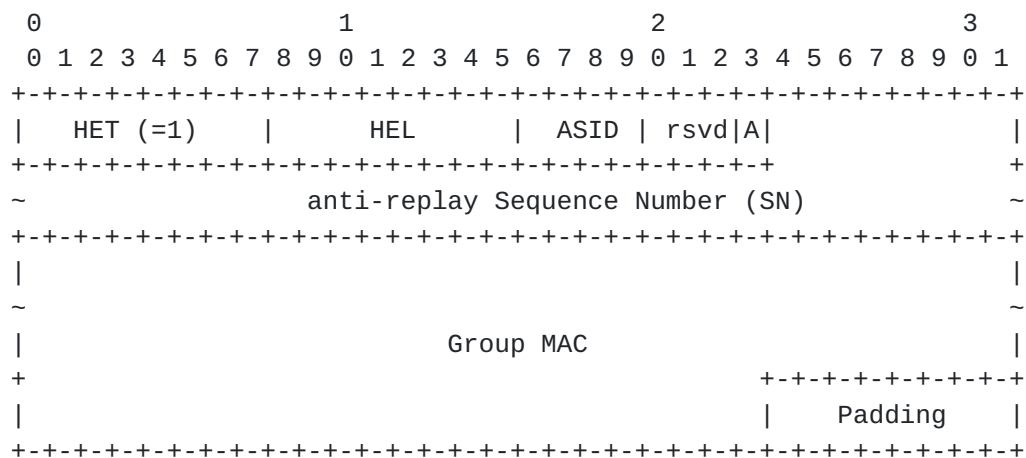 0                   1                   2                   3
 0 1 2 3 4 5 6 7 8 9 0 1 2 3 4 5 6 7 8 9 0 1 2 3 4 5 6 7 8 9 0 1
+-+-+-+-+-+-+-+-+-+-+-+-+-+-+-+-+-+-+-+-+-+-+-+-+-+-+-+-+-+-+-+-+
|   HET (=1)    |      HEL      |  ASID | rsvd|A|               |
+-+-+-+-+-+-+-+-+-+-+-+-+-+-+-+-+-+-+-+-+-+-+-+-+               +
~                  anti-replay Sequence Number (SN)             ~
+-+-+-+-+-+-+-+-+-+-+-+-+-+-+-+-+-+-+-+-+-+-+-+-+-+-+-+-+-+-+-+-+
|                                                               |
~                                                               ~
|                           Group MAC                           |
+                                               +-+-+-+-+-+-+-+-+
|                                               |    Padding    |
+-+-+-+-+-+-+-+-+-+-+-+-+-+-+-+-+-+-+-+-+-+-+-+-+-+-+-+-+-+-+-+-+